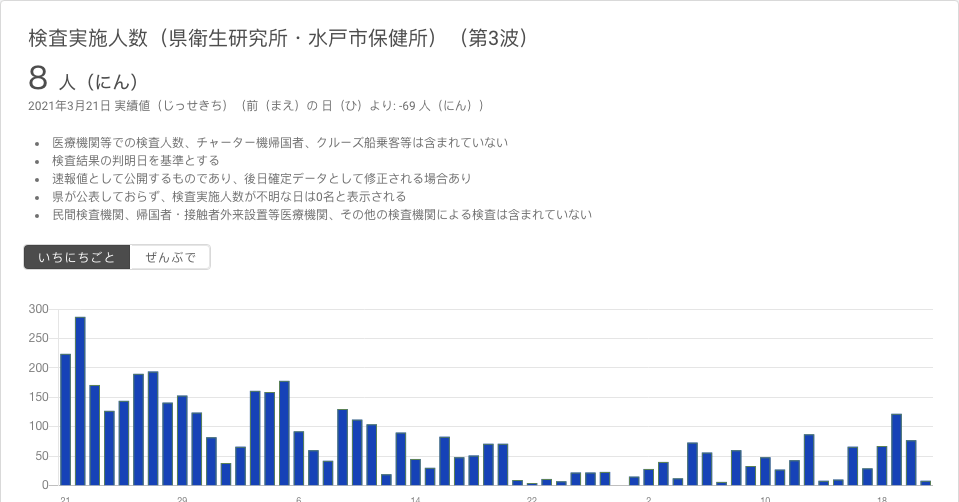 検査実施人数（県衛生研究所・水戸市保健所）（第3波）
8 人（にん）
2021年3月21日 実績値（じっせきち）（前（まえ）の 日（ひ）より: -69 人（にん））
医療機関等での検査人数、チャーター機帰国者、クルーズ船乗客等は含まれていない
検査結果の判明日を基準とする
速報値として公開するものであり、後日確定データとして修正される場合あり
県が公表しておらず、検査実施人数が不明な日は0名と表示される
民間検査機関、帰国者・接触者外来設置等医療機関、その他の検査機関による検査は含まれていない
いちにちごと ぜんぶで
300
250
200
150
100
50
0
21 29 6 14 22 2 10 18